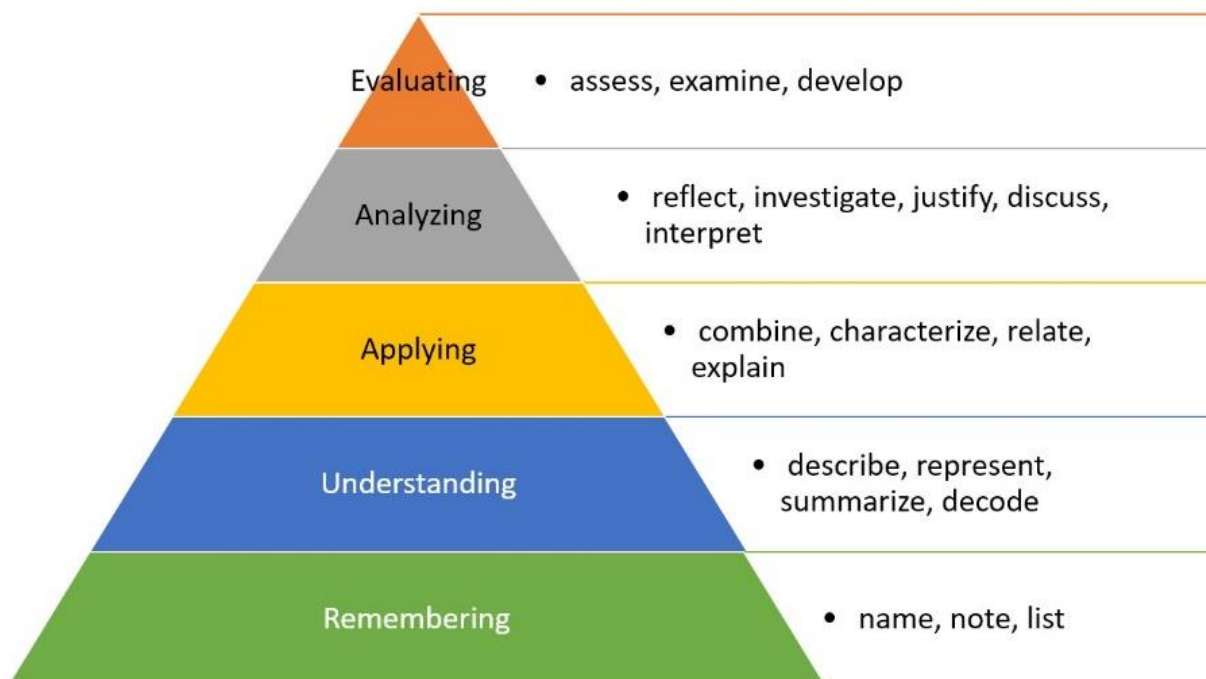 Evaluating
• assess, examine, develop
Analyzing
• reflect, investigate, justify, discuss,
interpret
Applying
• combine, characterize, relate,
explain
Understanding
• describe, represent,
summarize, decode
Remembering
• name, note, list